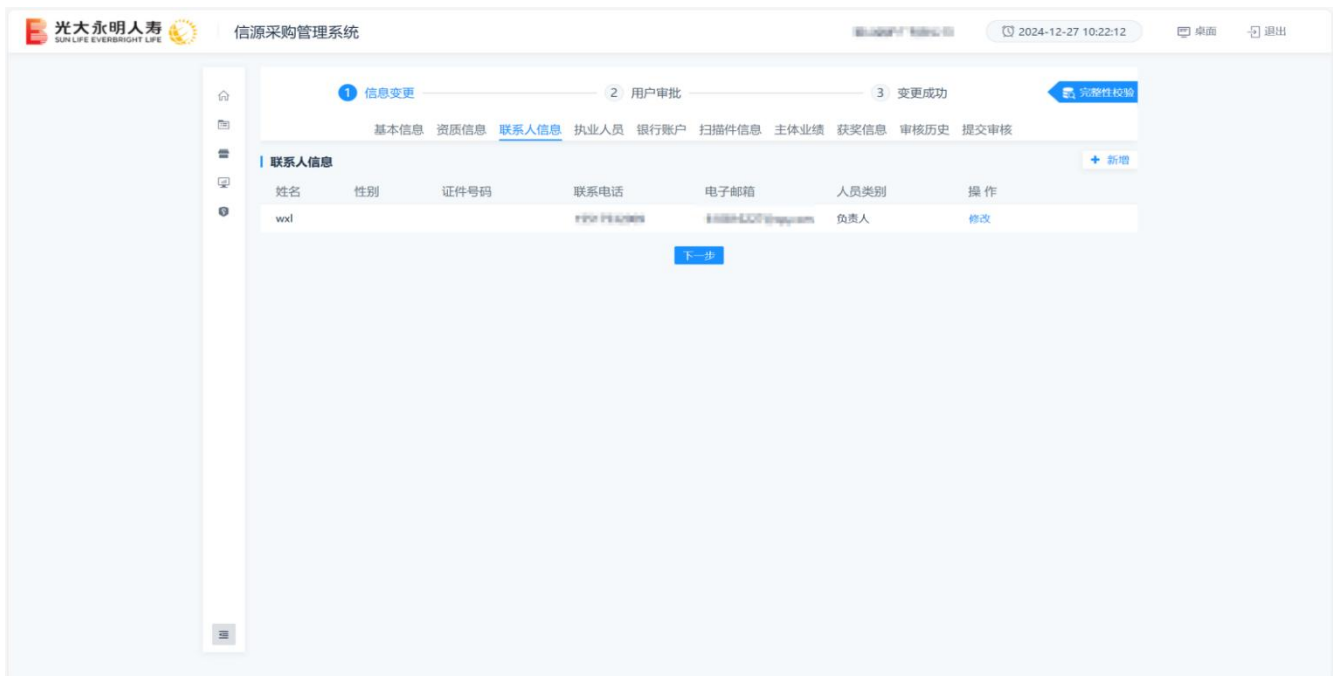 光大永明人寿
SUN LIFE EVERBRIGHT LIFE
信源采购管理系统
2024-12-27 10:22:12
桌面
退出
1 信息变更
2 用户审批
3 变更成功
完整性校验
基本信息 资质信息 联系人信息 执业人员 银行账户 扫描件信息 主体业绩 获奖信息 审核历史 提交审核
联系人信息
新增
姓名 性别 证件号码 联系电话 电子邮箱 人员类别 操作
wxl 负责人 修改
下一步